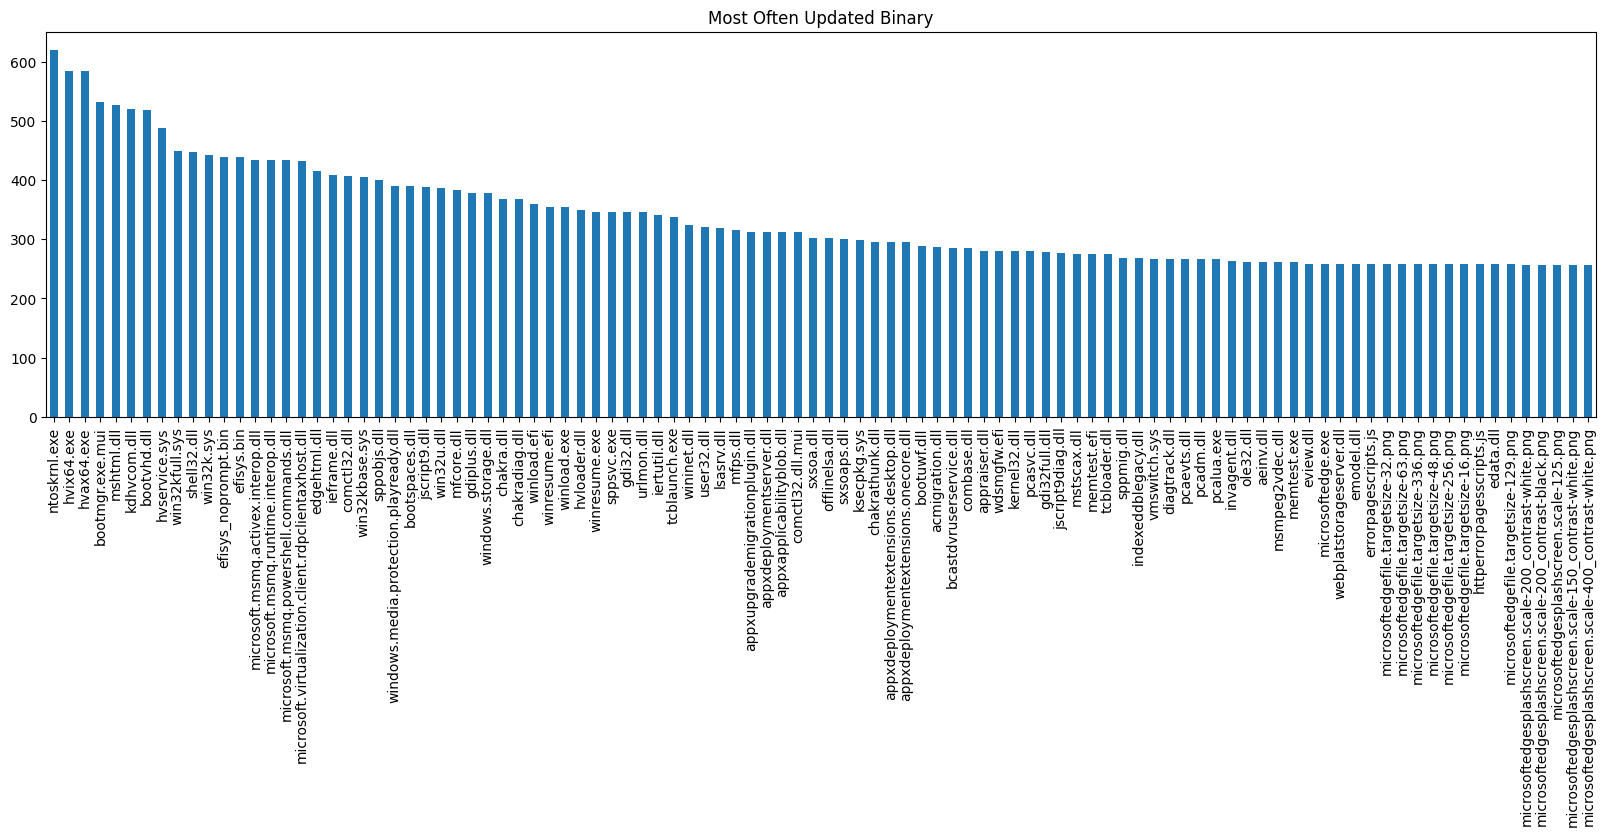 Most Often Updated Binary
600
500
400
300
200
100
0
ntoskrnl.exe
hvix64.exe
hvax64.exe
bootmgr.exe.mui
mshtml.dll
kdhvcom.dll
bootvhd.dll
hvservice.sys
win32kfull.sys
shell32.dll
win32k.sys
efisys_noprompt.bin
efisys.bin
microsoft.msmq.activex.interop.dll
microsoft.msmq.runtime.interop.dll
microsoft.msmq.powershell.commands.dll
microsoft.virtualization.client.rdpclientaxhost.dll
edgehtml.dll
ieframe.dll
comctl32.dll
win32kbase.sys
sppobjs.dll
windows.media.protection.playready.dll
bootspaces.dll
jscript9.dll
win32u.dll
mfcore.dll
gdiplus.dll
windows.storage.dll
chakra.dll
chakradiag.dll
winload.efi
winresume.efi
winload.exe
hvloader.dll
winresume.exe
sppsvc.exe
gdi32.dll
urlmon.dll
iertutil.dll
tcblaunch.exe
wininet.dll
user32.dll
lsasrv.dll
mfps.dll
appxupgrademigrationplugin.dll
appxdeploymentserver.dll
appxapplicabilityblob.dll
comctl32.dll.mui
sxsoa.dll
offlinelsa.dll
sxsoaps.dll
ksecpkg.sys
chakrathunk.dll
appxdeploymentextensions.desktop.dll
appxdeploymentextensions.onecore.dll
bootuwf.dll
acmigration.dll
bcastdvruserservice.dll
combase.dll
appraiser.dll
wdsmgfw.efi
kernel32.dll
pcasvc.dll
gdi32full.dll
jscript9diag.dll
mstscax.dll
memtest.efi
tcbloader.dll
sppmig.dll
indexeddblegacy.dll
vmswitch.sys
diagtrack.dll
pcaevts.dll
pcadm.dll
pcalua.exe
invagent.dll
ole32.dll
aeinv.dll
msmpeg2vdec.dll
memtest.exe
eview.dll
microsoftedge.exe
webplatstorageserver.dll
emodel.dll
errorpagescripts.js
microsoftedgefile.targetsize-32.png
microsoftedgefile.targetsize-63.png
microsoftedgefile.targetsize-336.png
microsoftedgefile.targetsize-48.png
microsoftedgefile.targetsize-256.png
microsoftedgefile.targetsize-16.png
httperrorpagesscripts.js
edata.dll
microsoftedgefile.targetsize-129.png
microsoftedgesplashscreen.scale-200_contrast-white.png
microsoftedgesplashscreen.scale-200_contrast-black.png
microsoftedgesplashscreen.scale-125.png
microsoftedgesplashscreen.scale-150_contrast-white.png
microsoftedgesplashscreen.scale-400_contrast-white.png